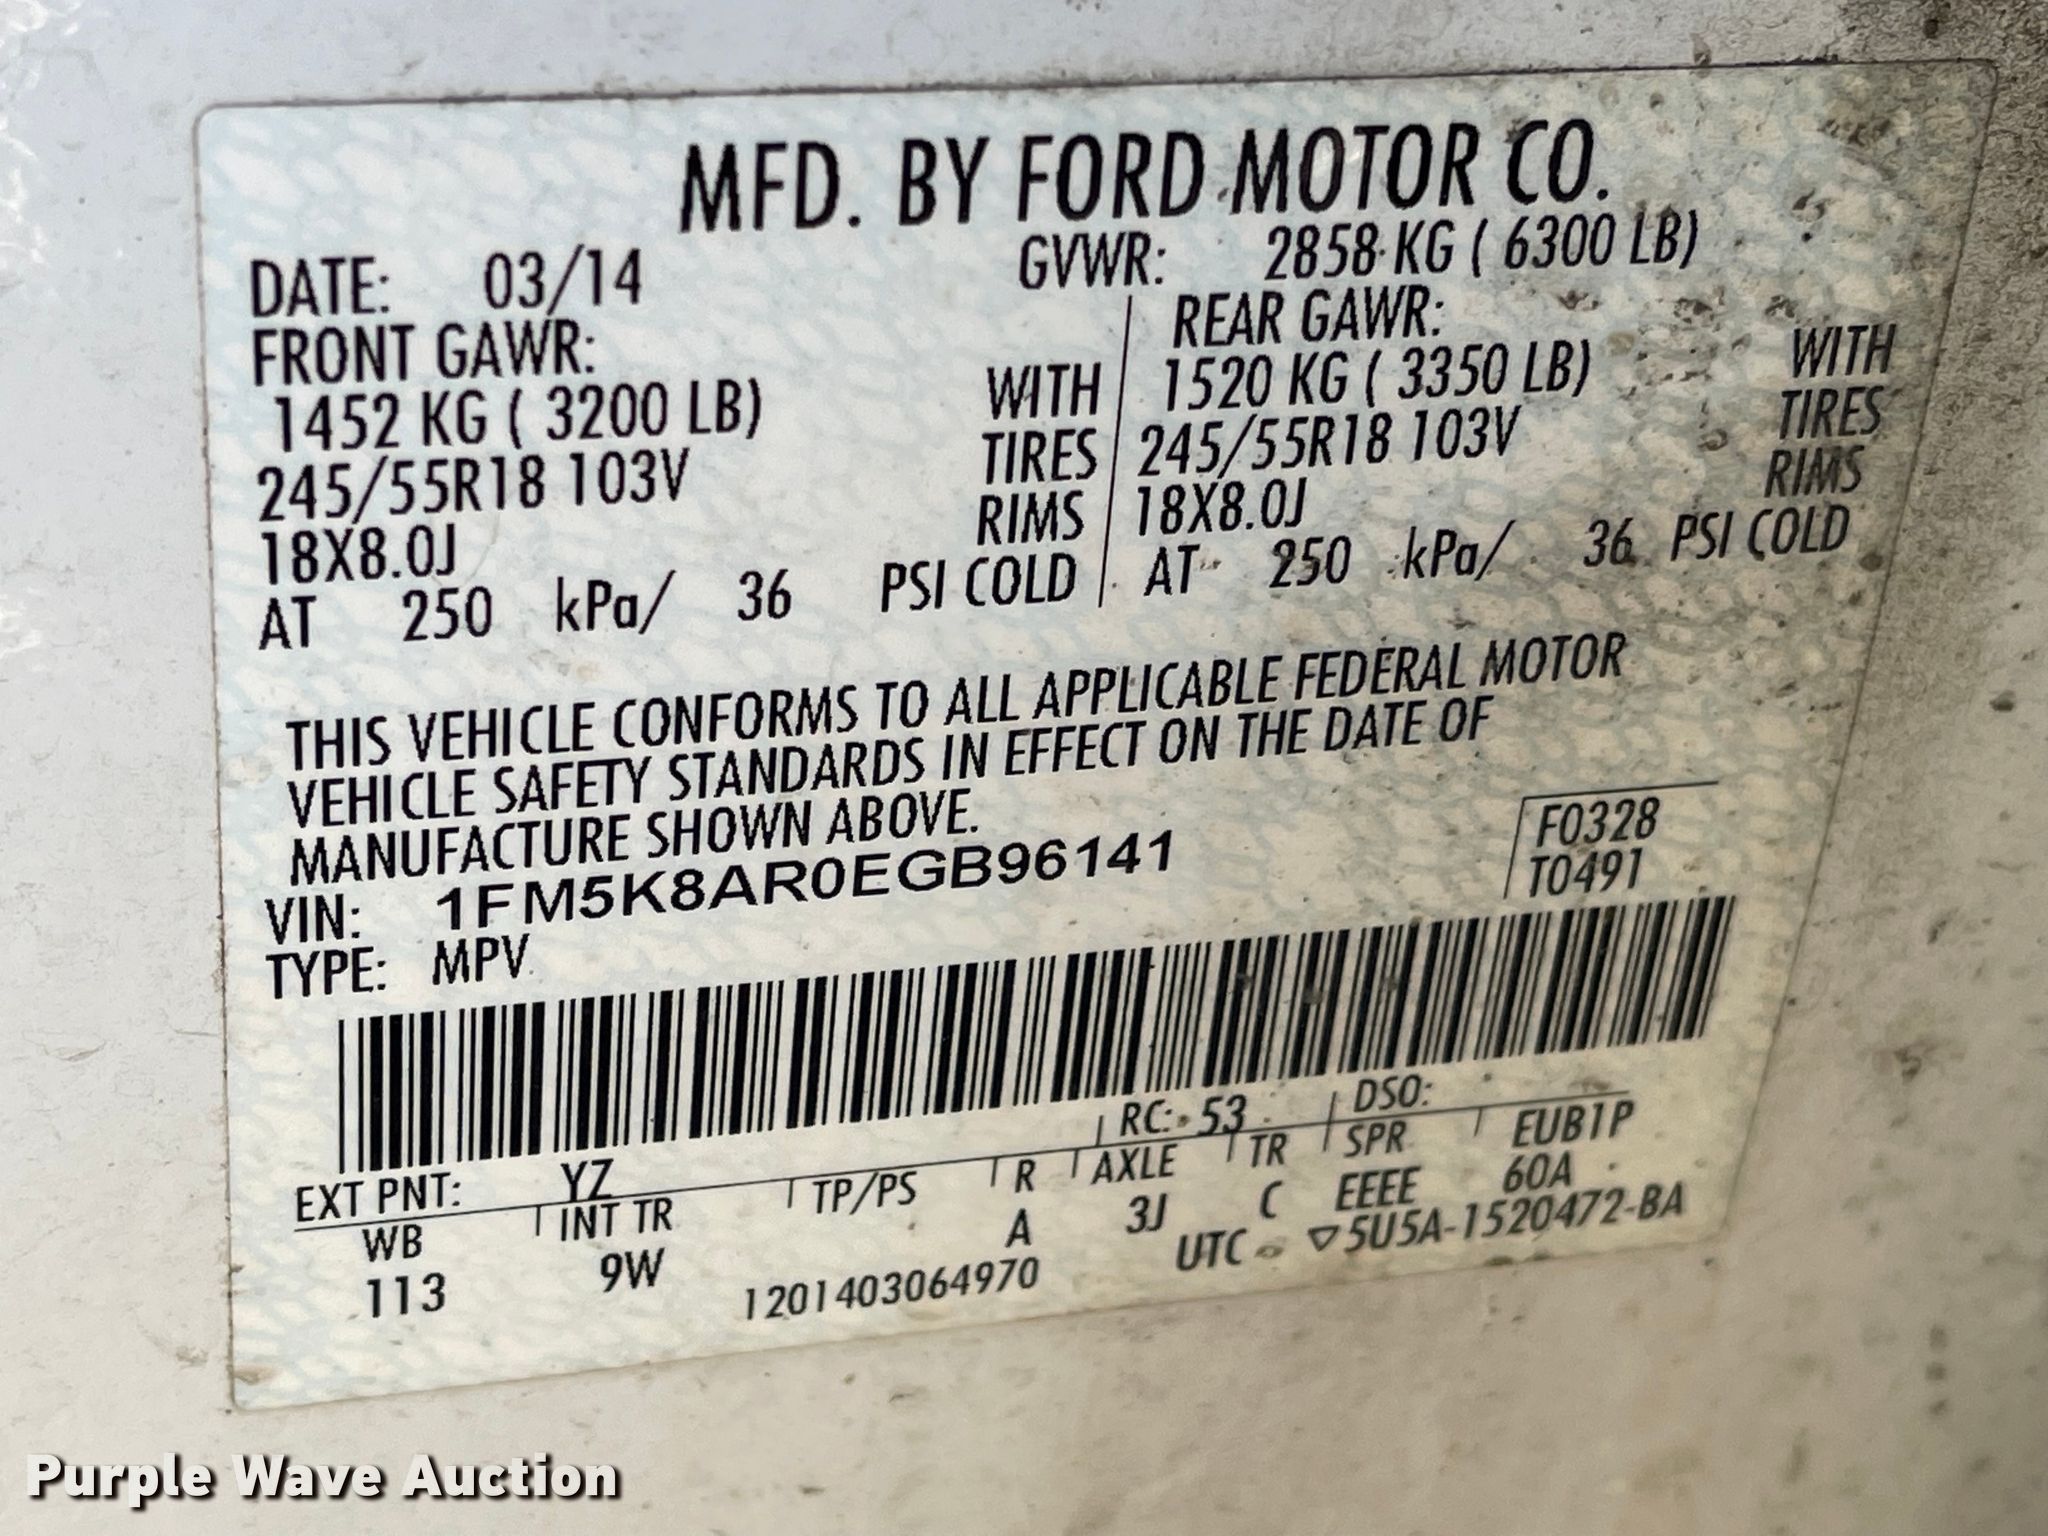 MFD. BY FORD MOTOR CO.
DATE: 03/14 GVWR: 2858 KG ( 6300 LB)
FRONT GAWR: REAR GAWR:
1452 KG ( 3200 LB) WITH 1520 KG ( 3350 LB) WITH
245/55R18 103V TIRES 245/55R18 103V TIRES
18X8.0J RIMS 18X8.0J RIMS
AT 250 kPa/ 36 PSI COLD AT 250 kPa/ 36 PSI COLD
THIS VEHICLE CONFORMS TO ALL APPLICABLE FEDERAL MOTOR
VEHICLE SAFETY STANDARDS IN EFFECT ON THE DATE OF
MANUFACTURE SHOWN ABOVE.
VIN: 1FM5K8AR0EGB96141 F0328
TYPE: MPV T0491
RC: 53 DSO:
EXT PNT: YZ EUB1P
WB INT TR TP/PS R AXLE TR SPR 60A
113 9W A 3J C EEEE
1201403064970 UTC ▽5U5A-1520472-BA
Purple Wave Auction